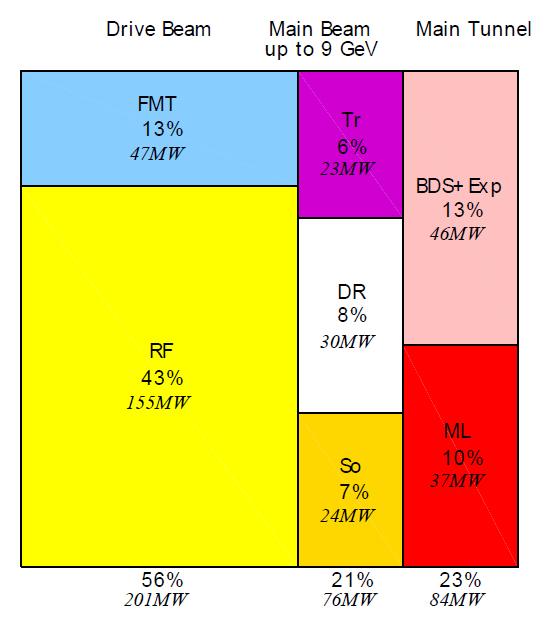 Drive Beam
Main Beam
up to 9 GeV
Main Tunnel
FMT
13%
47MW
RF
43%
155MW
Tr
6%
23MW
DR
8%
30MW
So
7%
24MW
BDS+Exp
13%
46MW
ML
10%
37MW
56%
201MW
21%
76MW
23%
84MW